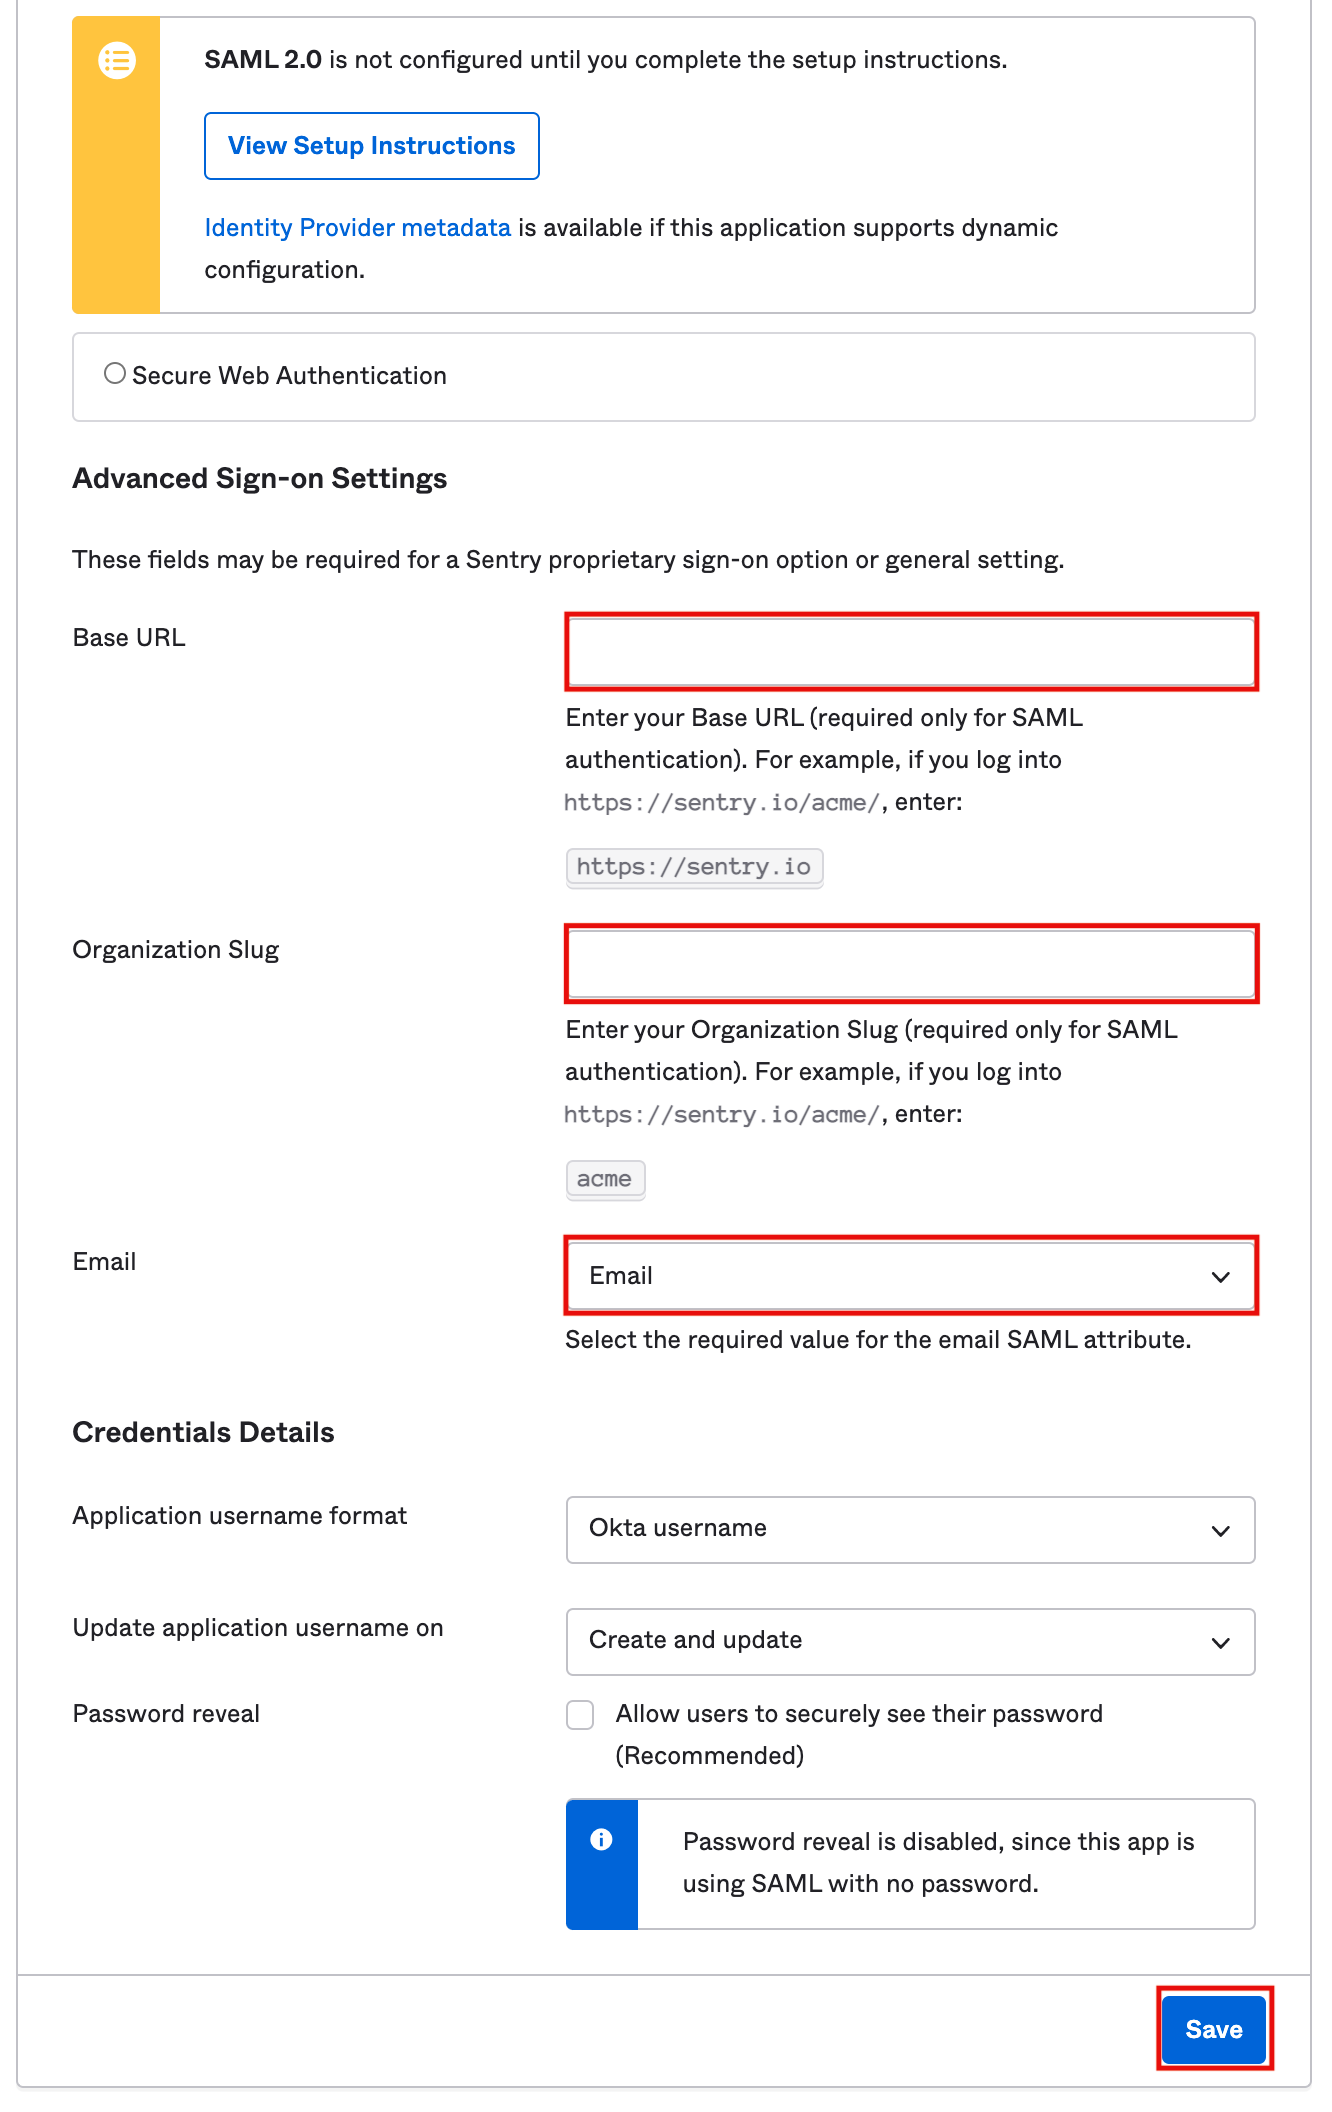 SAML 2.0 is not configured until you complete the setup instructions.
View Setup Instructions
Identity Provider metadata is available if this application supports dynamic
configuration.
Secure Web Authentication
Advanced Sign-on Settings
These fields may be required for a Sentry proprietary sign-on option or general setting.
Base URL
Enter your Base URL (required only for SAML
authentication). For example, if you log into
https://sentry.io/acme/, enter:
https://sentry.io
Organization Slug
Enter your Organization Slug (required only for SAML
authentication). For example, if you log into
https://sentry.io/acme/, enter:
acme
Email
Email
Select the required value for the email SAML attribute.
Credentials Details
Application username format
Okta username
Update application username on
Create and update
Password reveal
Allow users to securely see their password
(Recommended)
Password reveal is disabled, since this app is
using SAML with no password.
Save